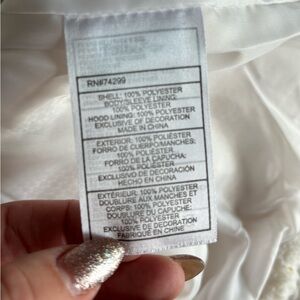 RN#74299
SHELL: 100% POLYESTER
BODY/SLEEVE LINING:
100% POLYESTER
HOOD LINING: 100% POLYESTER
EXCLUSIVE OF DECORATION
MADE IN CHINA
EXTERIOR: 100% POLIÉSTER
FORRO DE CUERPO/MANGAS:
100% POLIÉSTER
FORRO DE LA CAPUCHA:
100% POLIÉSTER
EXCLUSIVO DE DECORACIÓN
HECHO EN CHINA
EXTÉRIEUR: 100% POLYESTER
DOUBLURE AUX MANCHES ET
CORPS: 100% POLYESTER
DOUBLURE DE CAPUCHE:
100% POLYESTER
EXCLUSIF DE DÉCORATION
FABRIQUÉ EN CHINE